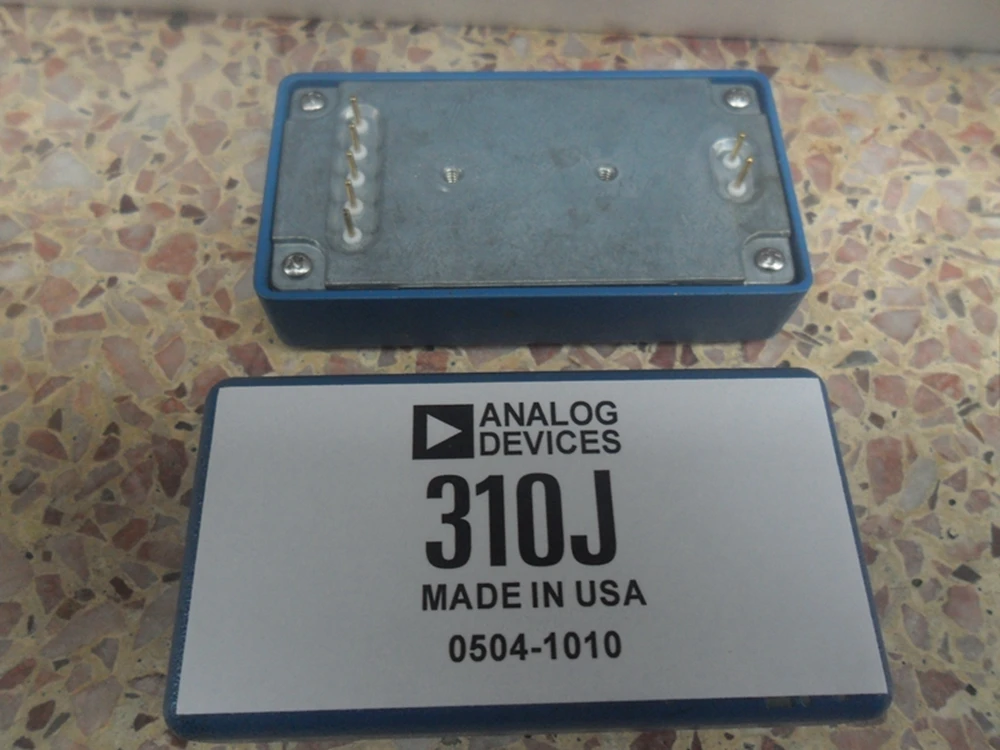 ANALOG
DEVICES
310J
MADE IN USA
0504-1010